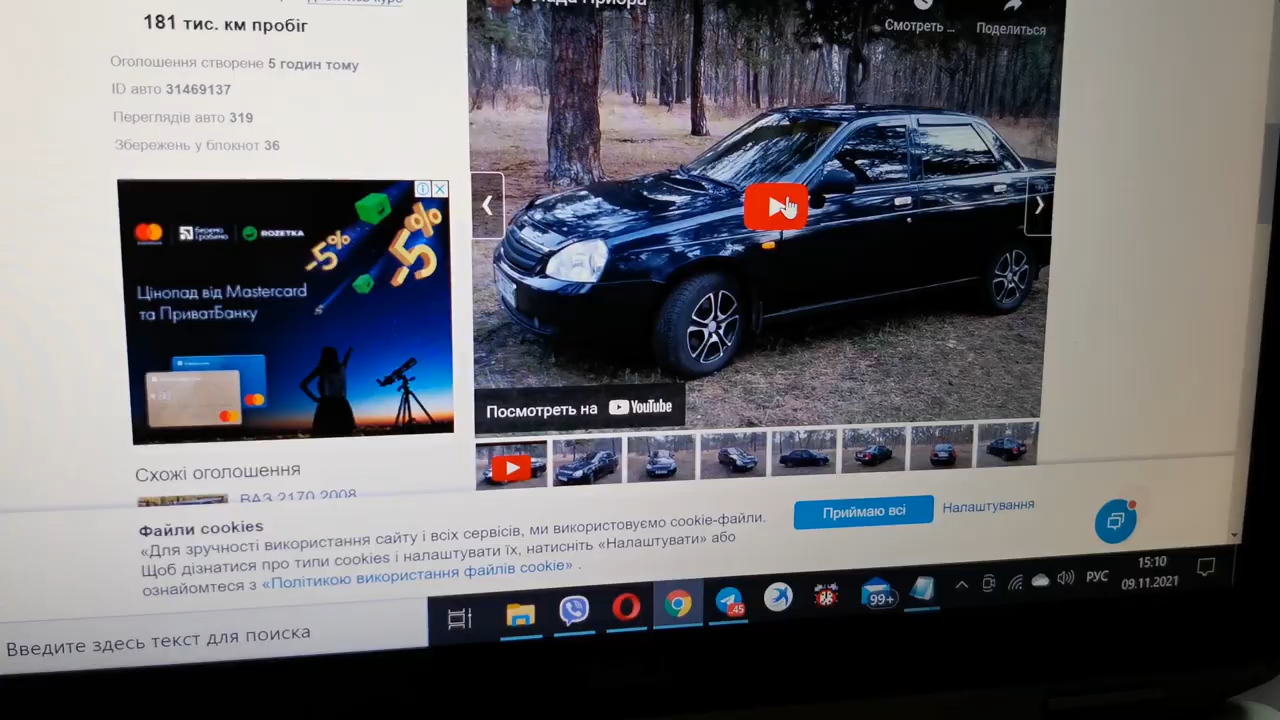 181 тис. км пробіг
Оголошення створене 5 годин тому
ID авто 31469137
Переглядів авто 319
Збережень у блокнот 36
Смотреть ...
Поделиться
ROZETKA
-5%
-5%
Цінопад від Mastercard
та ПриватБанку
Посмотреть на YouTube
Схожі оголошення
ВАЗ 2170 2008
Файли cookies
«Для зручності використання сайту і всіх сервісів, ми використовуємо cookie-файли.
Щоб дізнатися про типи cookies і налаштувати їх, натисніть «Налаштувати» або
ознайомтеся з «Політикою використання файлів cookie» .
Приймаю всі
Налаштування
Введите здесь текст для поиска
45
99+
РУС
15:10
09.11.2021